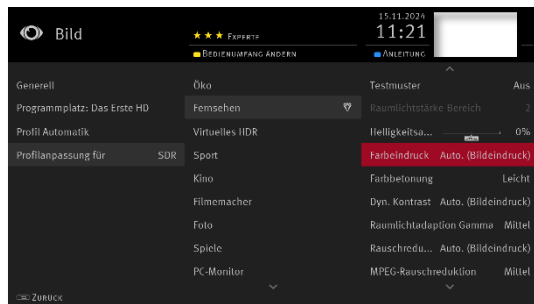 Bild
★ ★ ★ EXPERTE
BEDIENUMFANG ÄNDERN
15.11.2024
11:21
ANLEITUNG
Generell
Programmplatz: Das Erste HD
Profil Automatik
Profilanpassung für SDR
Öko
Fernsehen
Virtuelles HDR
Sport
Kino
Filmemacher
Foto
Spiele
PC-Monitor
Testmuster Aus
Raumlichtstärke Bereich 2
Helligkeitsa... 0%
Farbeindruck Auto. (Bildeindruck)
Farbbetonung Leicht
Dyn. Kontrast Auto. (Bildeindruck)
Raumlichtadaption Gamma Mittel
Rauschredu... Auto. (Bildeindruck)
MPEG-Rauschreduktion Mittel
ZURÜCK